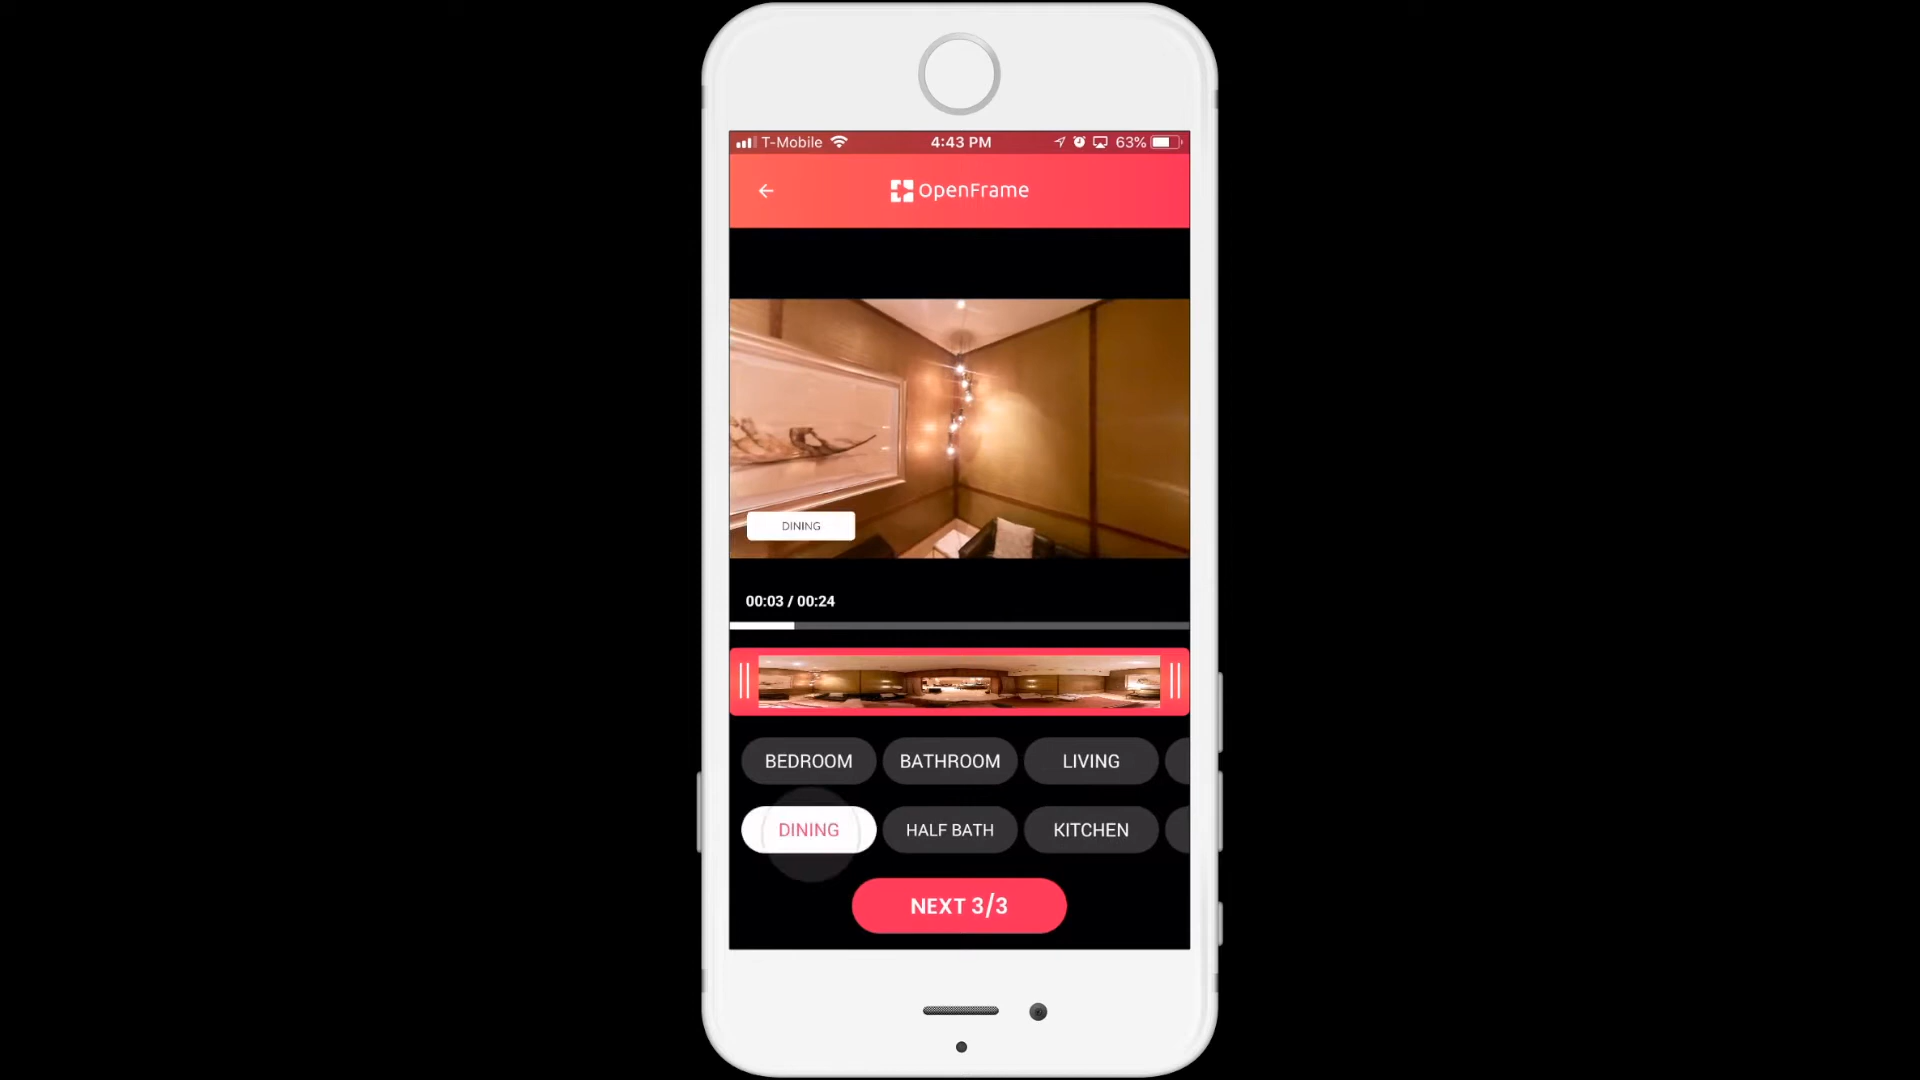 T-Mobile 4:43 PM 63%
OpenFrame
DINING
00:03 / 00:24
BEDROOM BATHROOM LIVING
DINING HALF BATH KITCHEN
NEXT 3/3